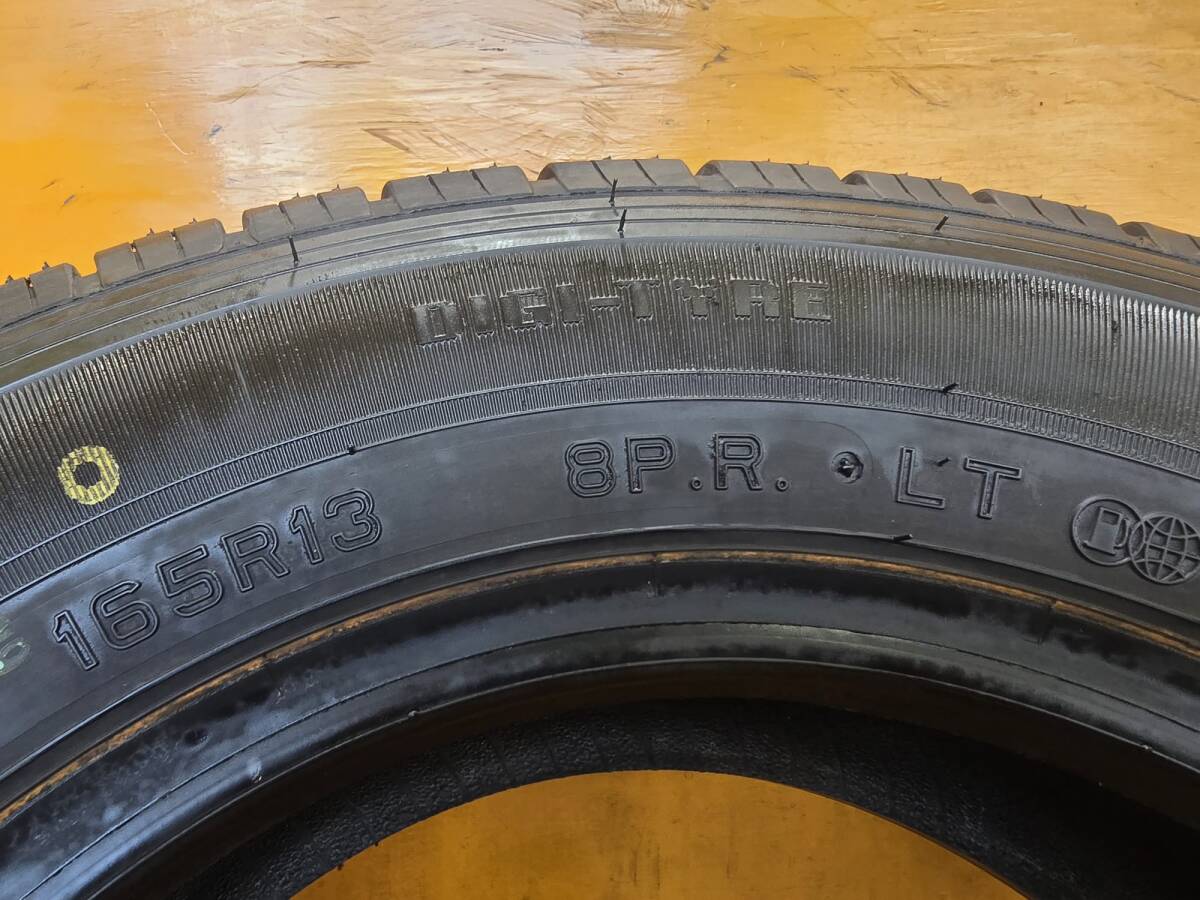 DIGI-TYRE
165R13 8P.R. LT